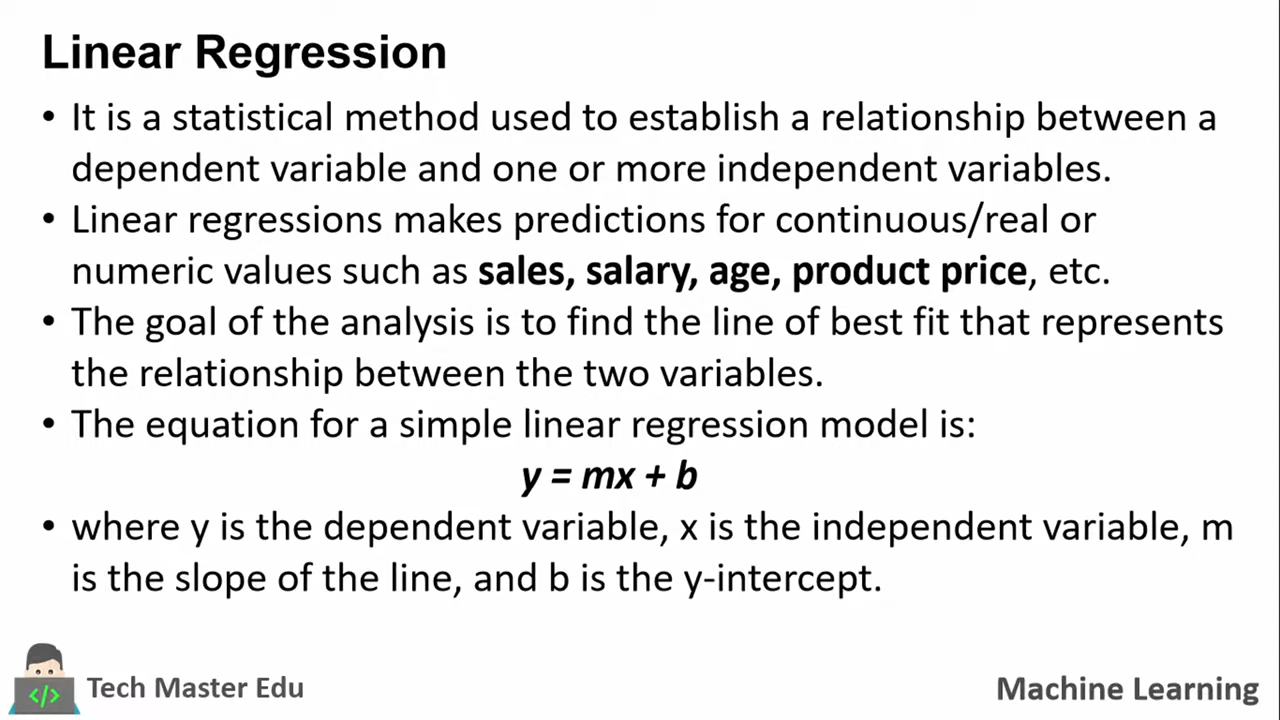 Linear Regression
• It is a statistical method used to establish a relationship between a
dependent variable and one or more independent variables.
• Linear regressions makes predictions for continuous/real or
numeric values such as sales, salary, age, product price, etc.
• The goal of the analysis is to find the line of best fit that represents
the relationship between the two variables.
• The equation for a simple linear regression model is:
y = mx + b
• where y is the dependent variable, x is the independent variable, m
is the slope of the line, and b is the y-intercept.
</>
Tech Master Edu
Machine Learning